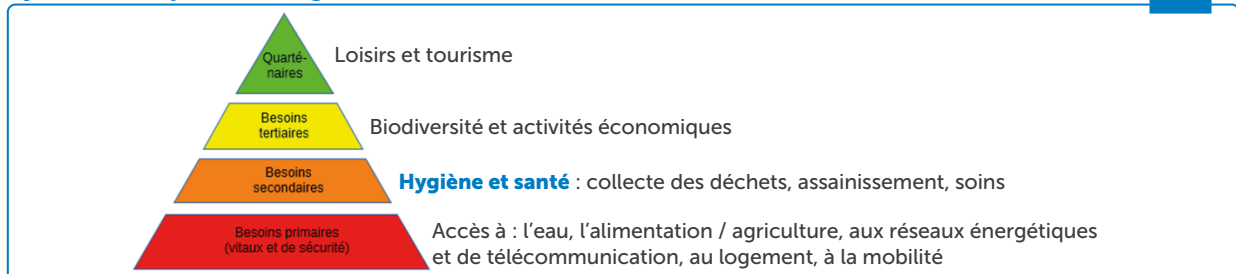 Quarté-
naires
Loisirs et tourisme
Besoins
tertiaires
Biodiversité et activités économiques
Besoins
secondaires
Hygiène et santé : collecte des déchets, assainissement, soins
Besoins primaires
(vitaux et de sécurité)
Accès à : l’eau, l’alimentation / agriculture, aux réseaux énergétiques
et de télécommunication, au logement, à la mobilité